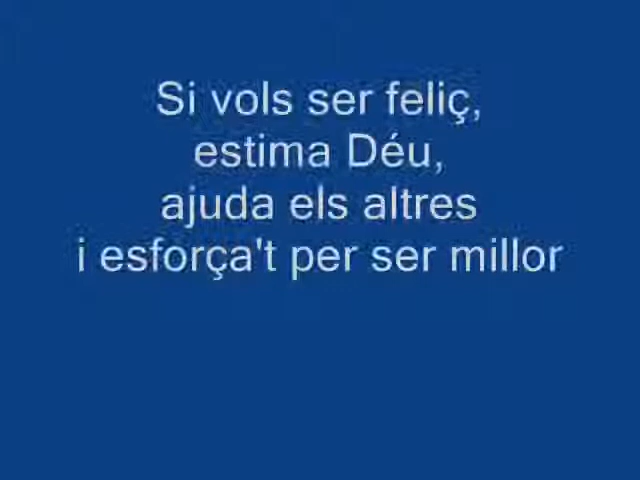 Si vols ser feliç,
estima Déu,
ajuda els altres
i esforça't per ser millor